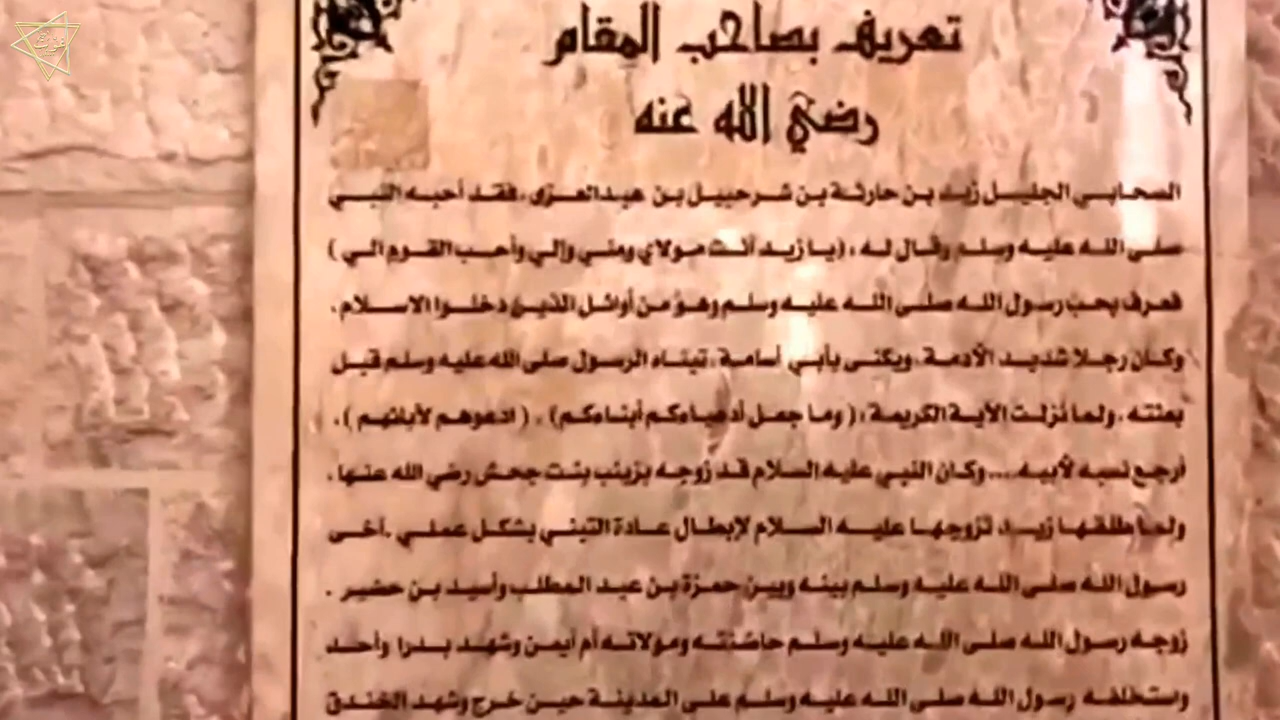 تعريف بصاحب المقام
رضي الله عنه
الصحابي الجليل زيد بن حارثة بن شرحبيل بن عبدالعزى ، فقد أحبه النبي
صلى الله عليه وسلم وقال له ، ( يا زيد أنت مولاي ومني وإلي وأحب القوم الي )
فعرف بحب رسول الله صلى الله عليه وسلم وهو من أوائل الذين دخلوا الاسلام .
وكان رجلا شديد الأدمة ، ويكنى بأبي أسامة ، تبناه الرسول صلى الله عليه وسلم قبل
بعثته ، ولما نزلت الآية الكريمة ، ( وما جعل أدعياءكم أبناءكم ) ، ( ادعوهم لأبائهم ) ،
أرجع نسبه لأبيه .... وكان النبي عليه السلام قد زوجه بزينب بنت جحش رضي الله عنها ،
ولما طلقها زيد تزوجها عليه السلام لإبطال عادة التبني بشكل عملي . آخى
رسول الله صلى الله عليه وسلم بينه وبين حمزة بن عبد المطلب وأسيد بن حضير .
زوجه رسول الله صلى الله عليه وسلم حاضنته ومولاته أم أيمن وشهد بدرا وأحد
واستخلفه رسول الله صلى الله عليه وسلم على المدينة حين خرج وشهد الخندق